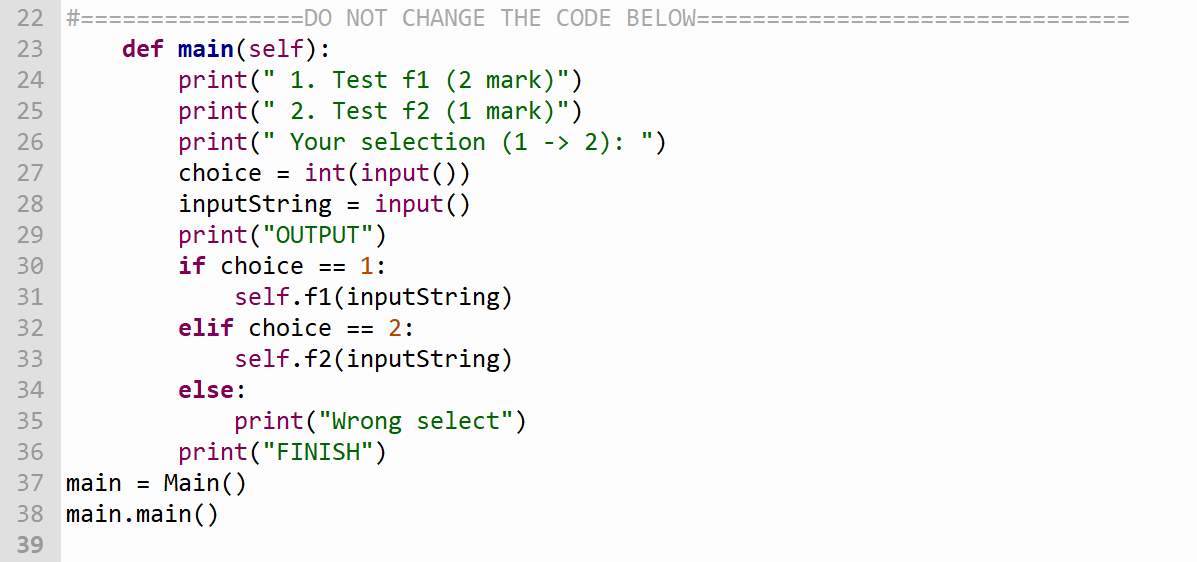 22 #================DO NOT CHANGE THE CODE BELOW===============================
23     def main(self):
24         print(" 1. Test f1 (2 mark)")
25         print(" 2. Test f2 (1 mark)")
26         print(" Your selection (1 -> 2): ")
27         choice = int(input())
28         inputString = input()
29         print("OUTPUT")
30         if choice == 1:
31             self.f1(inputString)
32         elif choice == 2:
33             self.f2(inputString)
34         else:
35             print("Wrong select")
36         print("FINISH")
37 main = Main()
38 main.main()
39